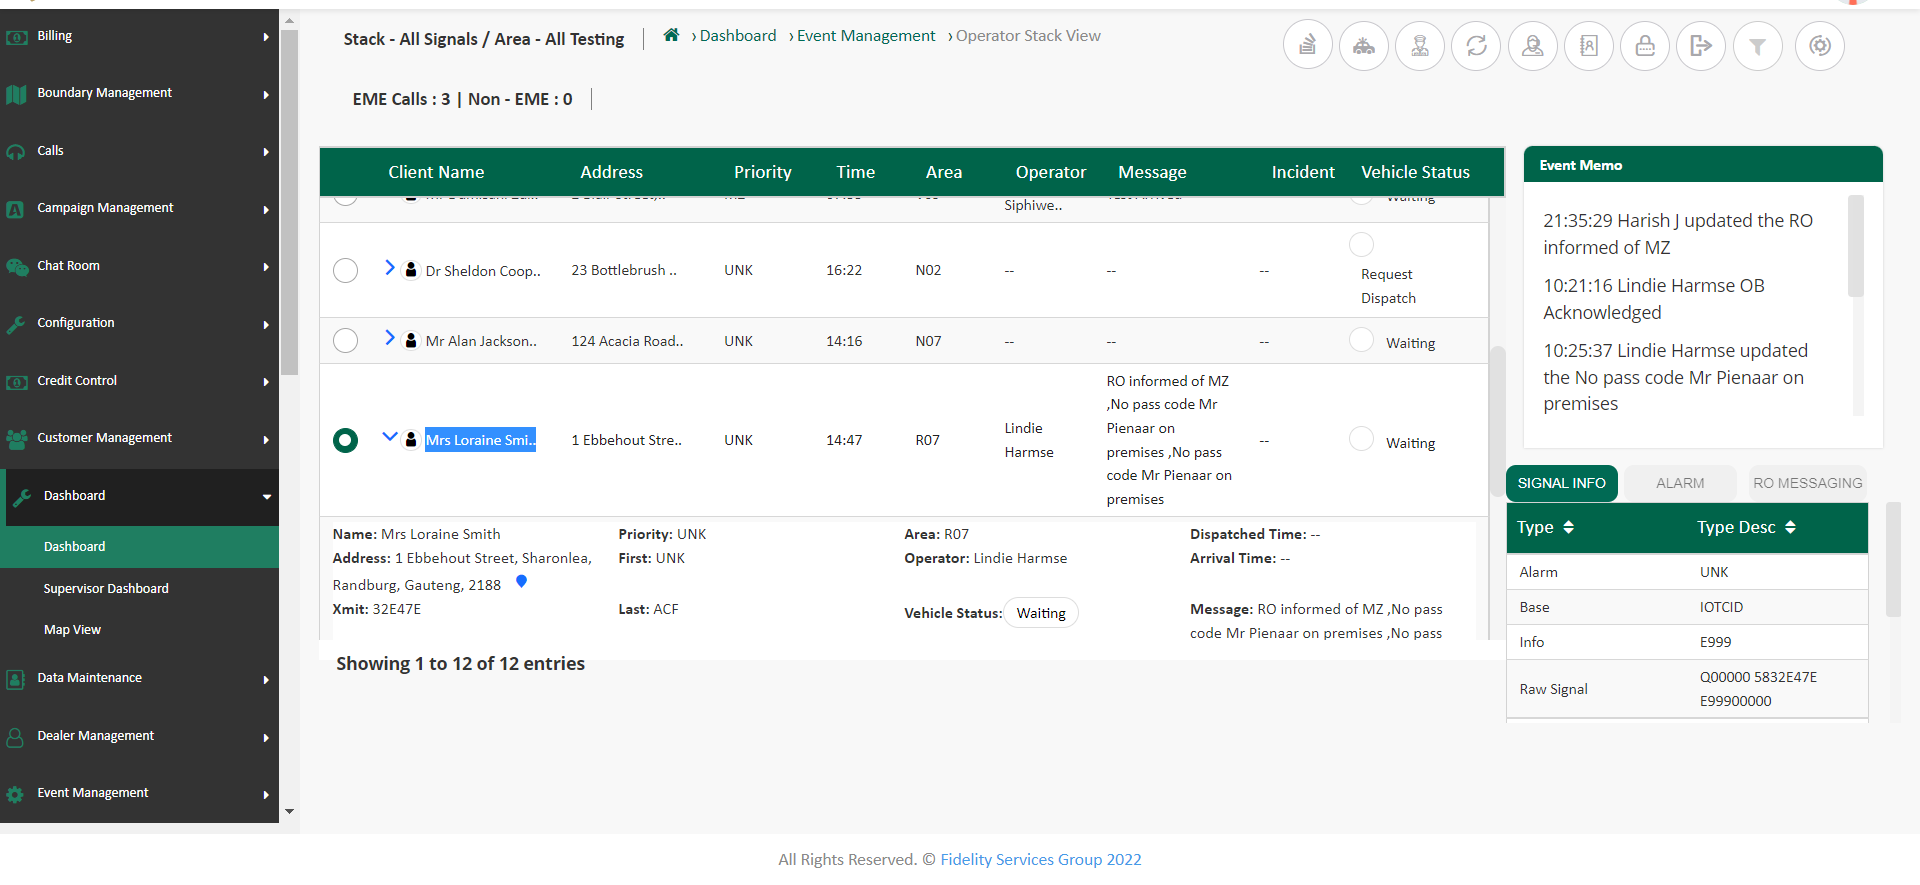 Billing
Boundary Management
Calls
Campaign Management
Chat Room
Configuration
Credit Control
Customer Management
Dashboard
Dashboard
Supervisor Dashboard
Map View
Data Maintenance
Dealer Management
Event Management
Stack - All Signals / Area - All Testing
› Dashboard › Event Management › Operator Stack View
EME Calls : 3 | Non - EME : 0
Client Name Address Priority Time Area Operator Message Incident Vehicle Status
Siphiwe.. Waiting
Dr Sheldon Coop.. 23 Bottlebrush .. UNK 16:22 N02 -- -- -- Request
Dispatch
Mr Alan Jackson.. 124 Acacia Road.. UNK 14:16 N07 -- -- -- Waiting
Mrs Loraine Smi.. 1 Ebbehout Stre.. UNK 14:47 R07 Lindie
Harmse
RO informed of MZ
,No pass code Mr
Pienaar on
premises ,No pass
code Mr Pienaar on
premises
-- Waiting
Name: Mrs Loraine Smith Priority: UNK Area: R07 Dispatched Time: --
Address: 1 Ebbehout Street, Sharonlea, First: UNK Operator: Lindie Harmse Arrival Time: --
Randburg, Gauteng, 2188
Xmit: 32E47E Last: ACF Vehicle Status: Waiting Message: RO informed of MZ ,No pass
code Mr Pienaar on premises ,No pass
Showing 1 to 12 of 12 entries
Event Memo
21:35:29 Harish J updated the RO
informed of MZ
10:21:16 Lindie Harmse OB
Acknowledged
10:25:37 Lindie Harmse updated
the No pass code Mr Pienaar on
premises
SIGNAL INFO ALARM RO MESSAGING
Type Type Desc
Alarm UNK
Base IOTCID
Info E999
Raw Signal Q00000 5832E47E
E99900000
All Rights Reserved. © Fidelity Services Group 2022